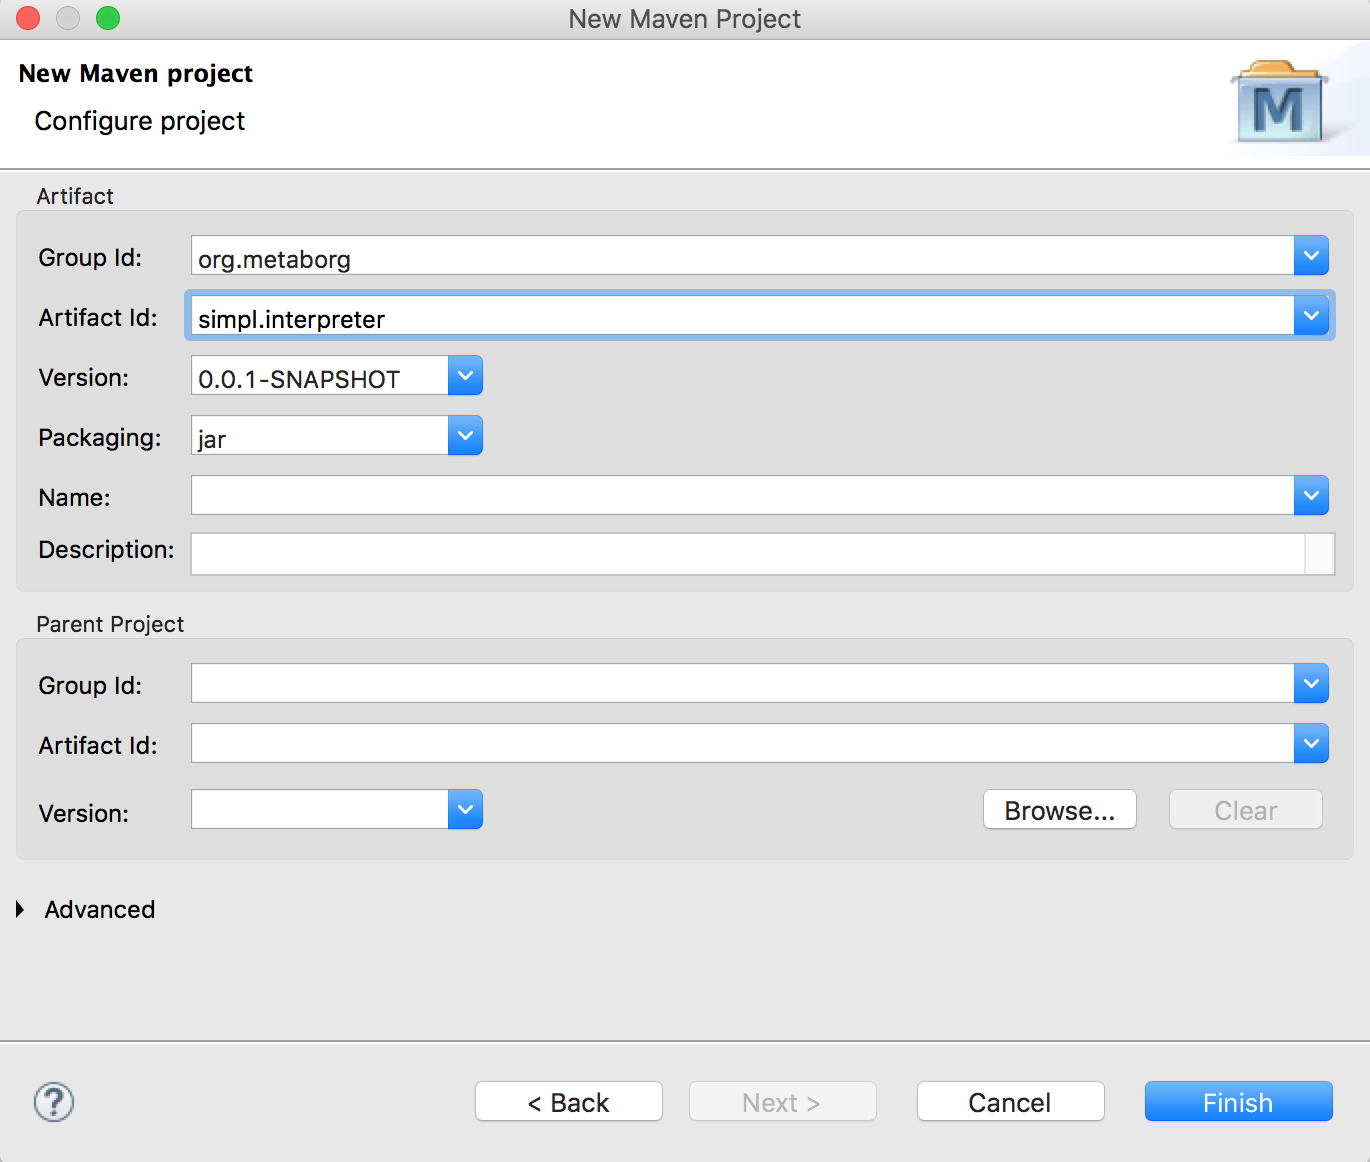 New Maven Project
New Maven project
Configure project
M
Artifact
Group Id: org.metaborg
Artifact Id: simpl.interpreter
Version: 0.0.1-SNAPSHOT
Packaging: jar
Name:
Description:
Parent Project
Group Id:
Artifact Id:
Version: Browse... Clear
Advanced
? < Back Next > Cancel Finish